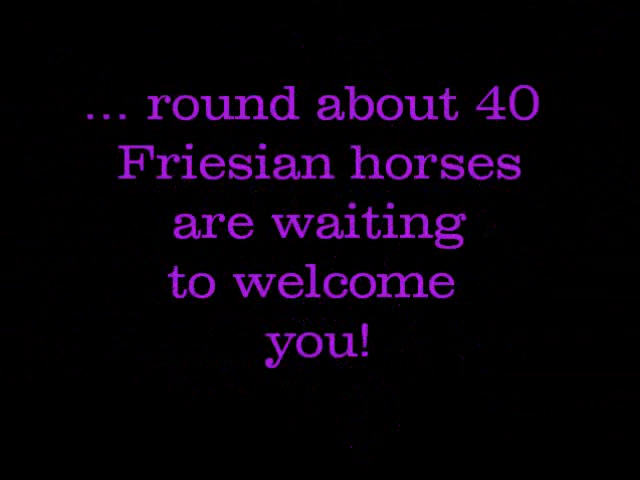 ... round about 40
Friesian horses
are waiting
to welcome
you!